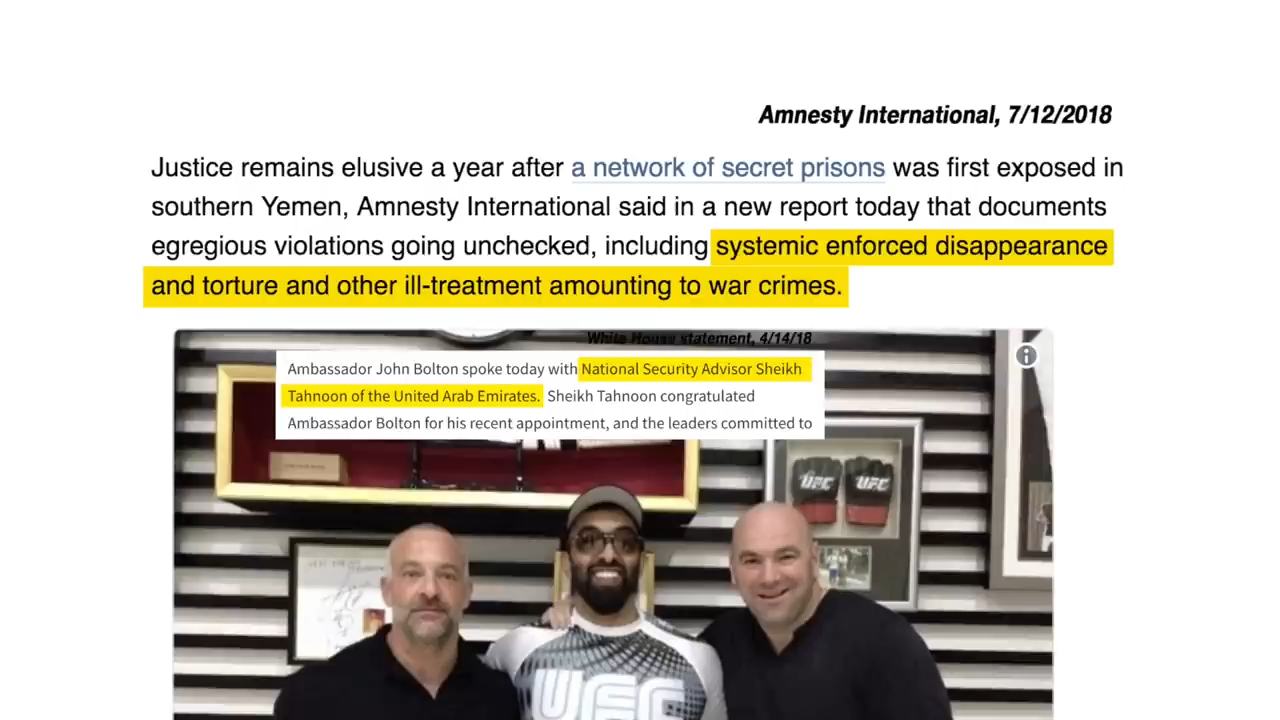 Amnesty International, 7/12/2018
Justice remains elusive a year after a network of secret prisons was first exposed in
southern Yemen, Amnesty International said in a new report today that documents
egregious violations going unchecked, including systemic enforced disappearance
and torture and other ill-treatment amounting to war crimes.
White House statement, 4/14/18
Ambassador John Bolton spoke today with National Security Advisor Sheikh
Tahnoon of the United Arab Emirates. Sheikh Tahnoon congratulated
Ambassador Bolton for his recent appointment, and the leaders committed to
UFC UFC
UFC